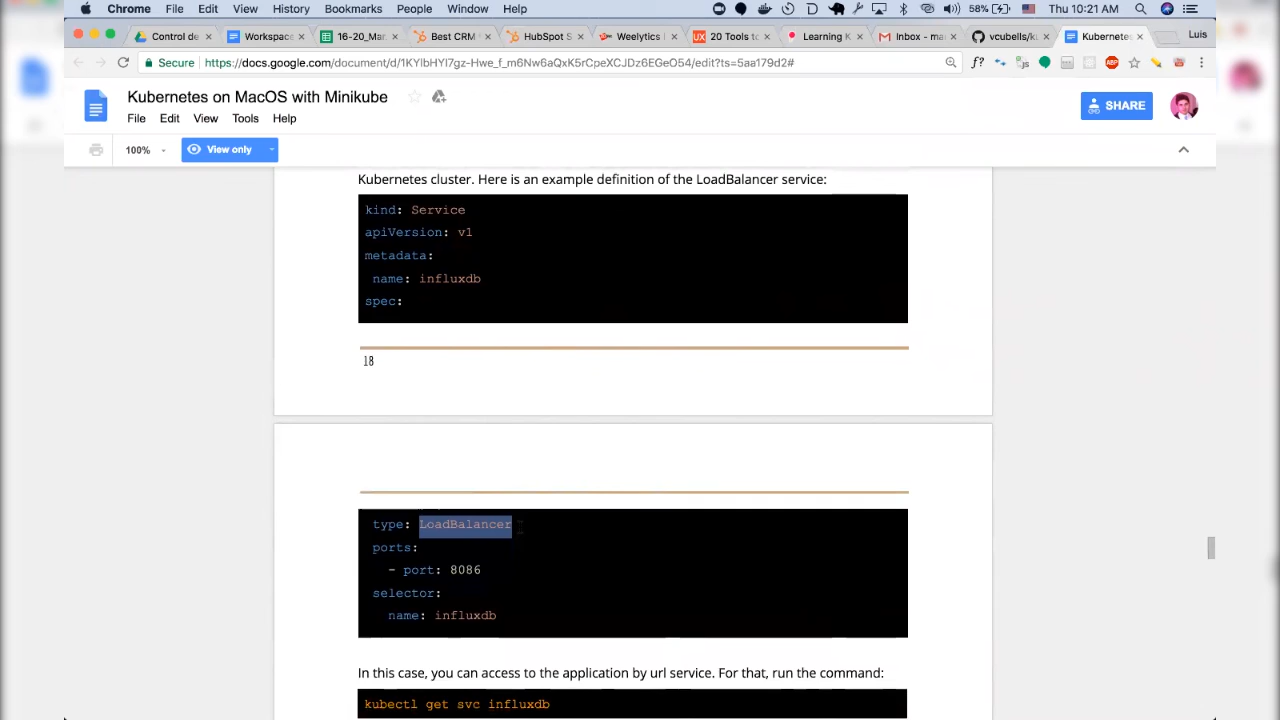 Chrome File Edit View History Bookmarks People Window Help 58% Thu 10:21 AM
Control de Workspace 16-20_Mar Best CRM HubSpot S Weelytics 20 Tools to Learning K Inbox - ma vcubells/k Kubernete Luis
Secure https://docs.google.com/document/d/1KYlbHYl7gz-Hwe_f_m6Nw6aQxK5rCpeXCJDz6EGeO54/edit?ts=5aa179d2#
Kubernetes on MacOS with Minikube
File Edit View Tools Help
SHARE
100% View only
Kubernetes cluster. Here is an example definition of the LoadBalancer service:
kind: Service
apiVersion: v1
metadata:
name: influxdb
spec:
18
type: LoadBalancer
ports:
- port: 8086
selector:
name: influxdb
In this case, you can access to the application by url service. For that, run the command:
kubectl get svc influxdb